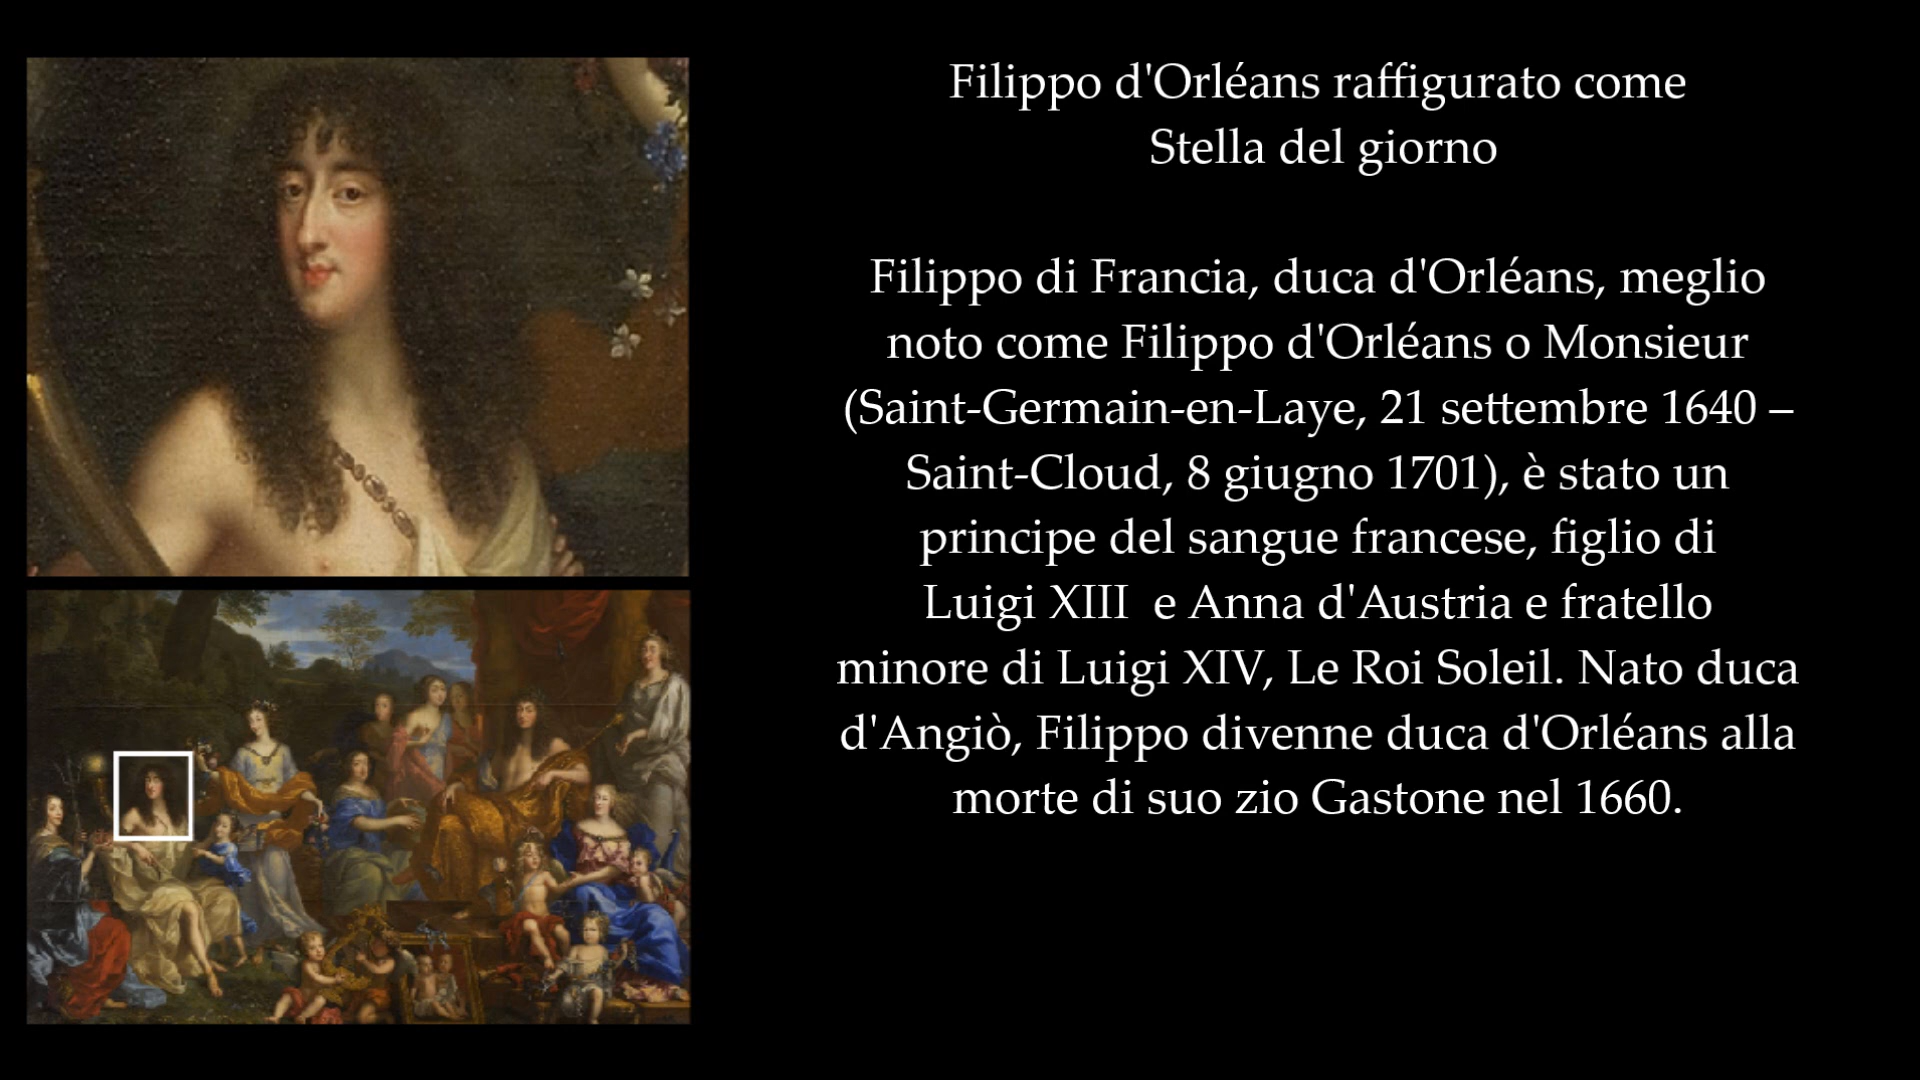 Filippo d'Orléans raffigurato come
Stella del giorno
Filippo di Francia, duca d'Orléans, meglio
noto come Filippo d'Orléans o Monsieur
(Saint-Germain-en-Laye, 21 settembre 1640 –
Saint-Cloud, 8 giugno 1701), è stato un
principe del sangue francese, figlio di
Luigi XIII  e Anna d'Austria e fratello
minore di Luigi XIV, Le Roi Soleil. Nato duca
d'Angiò, Filippo divenne duca d'Orléans alla
morte di suo zio Gastone nel 1660.